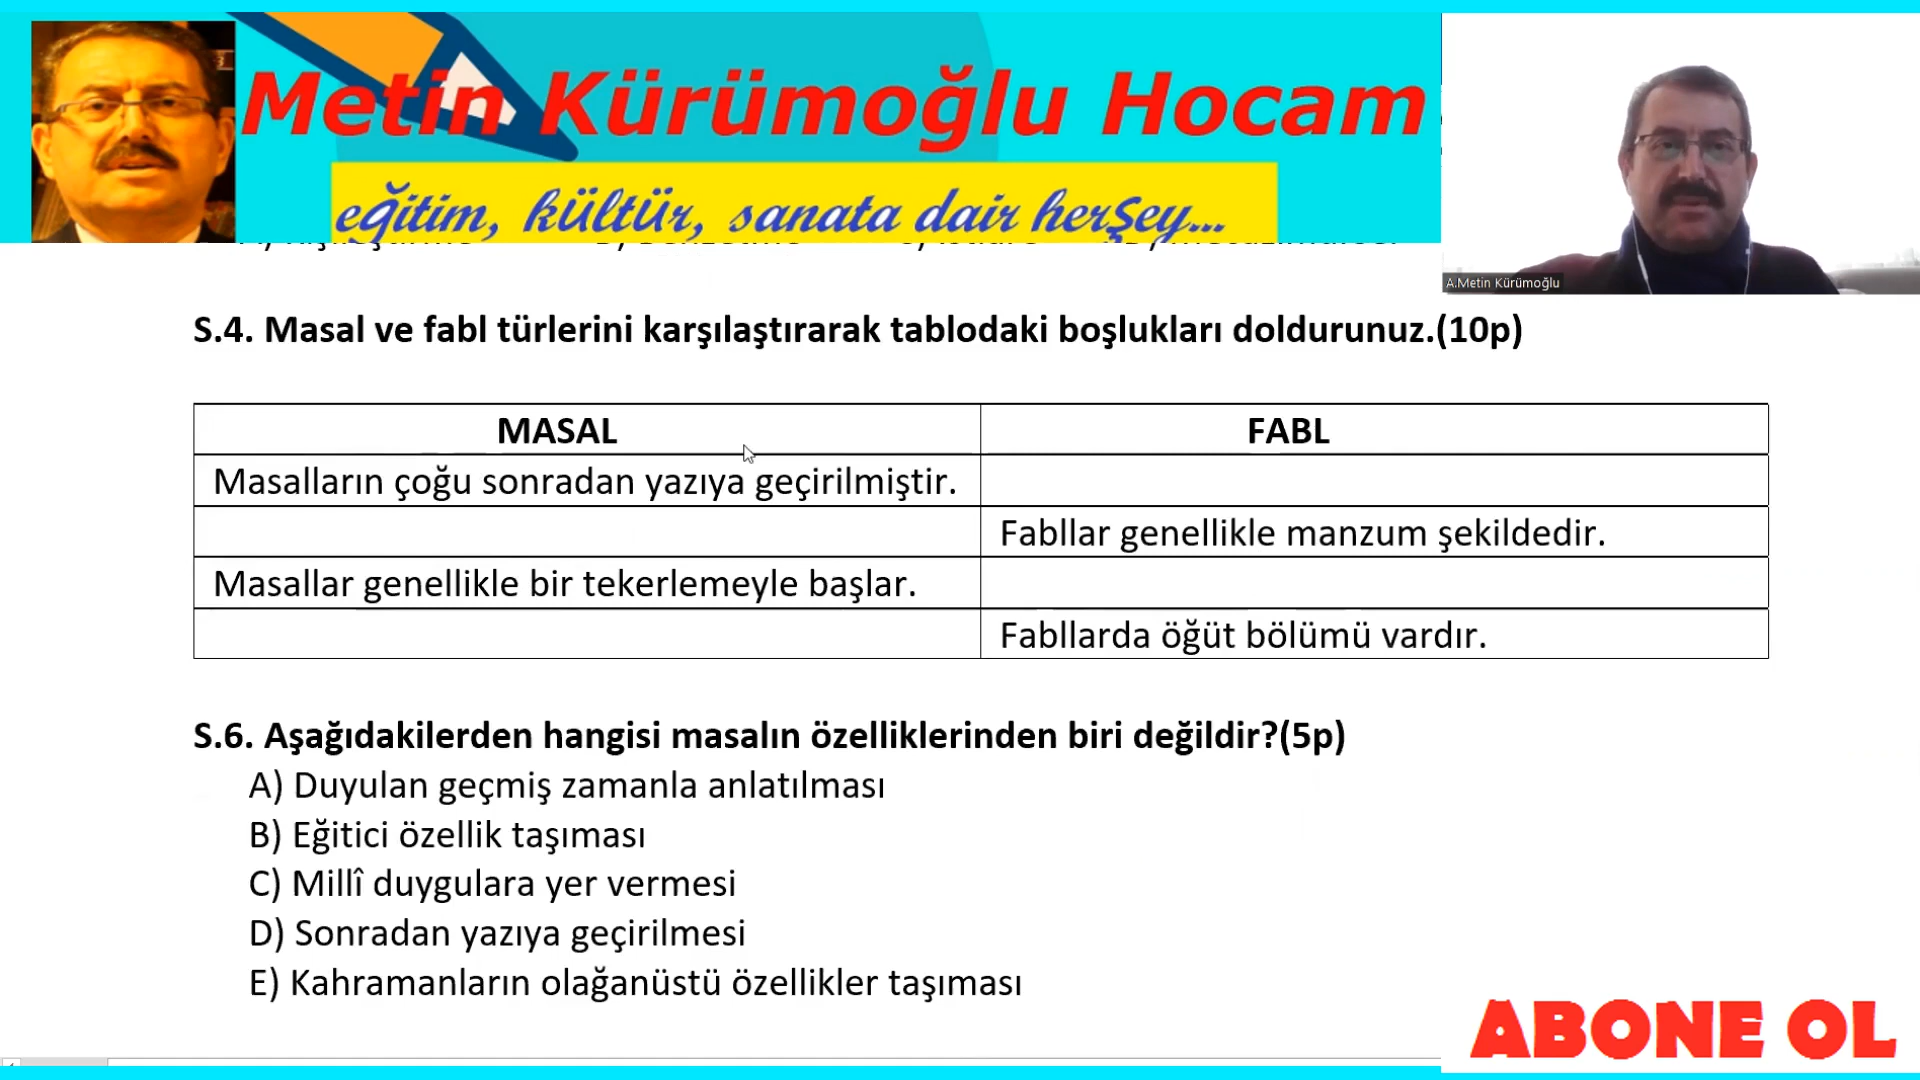 Metin Kürümoğlu Hocam
eğitim, kültür, sanata dair herşey...
A.Metin Kürümoğlu
S.4. Masal ve fabl türlerini karşılaştırarak tablodaki boşlukları doldurunuz.(10p)
MASAL FABL
Masalların çoğu sonradan yazıya geçirilmiştir.
Fabllar genellikle manzum şekildedir.
Masallar genellikle bir tekerlemeyle başlar.
Fabllarda öğüt bölümü vardır.
S.6. Aşağıdakilerden hangisi masalın özelliklerinden biri değildir?(5p)
A) Duyulan geçmiş zamanla anlatılması
B) Eğitici özellik taşıması
C) Millî duygulara yer vermesi
D) Sonradan yazıya geçirilmesi
E) Kahramanların olağanüstü özellikler taşıması
ABONE OL